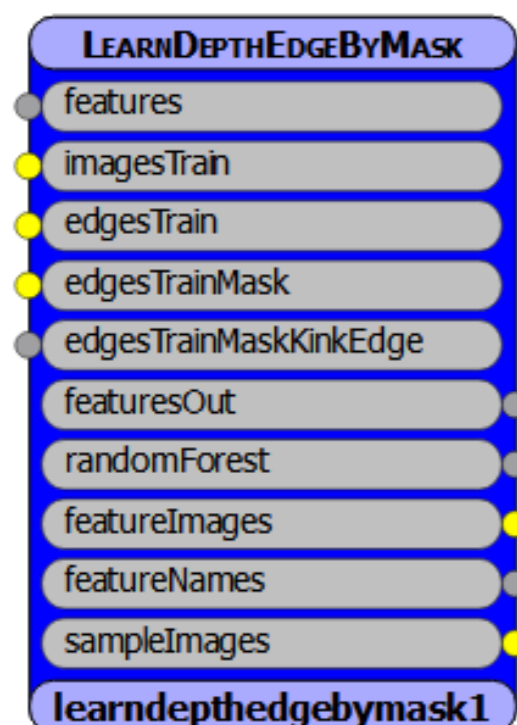 LEARNDEPTHEDGEBYMASK
features
imagesTrain
edgesTrain
edgesTrainMask
edgesTrainMaskKinkEdge
featuresOut
randomForest
featureImages
featureNames
sampleImages
learndepthedgebymask1